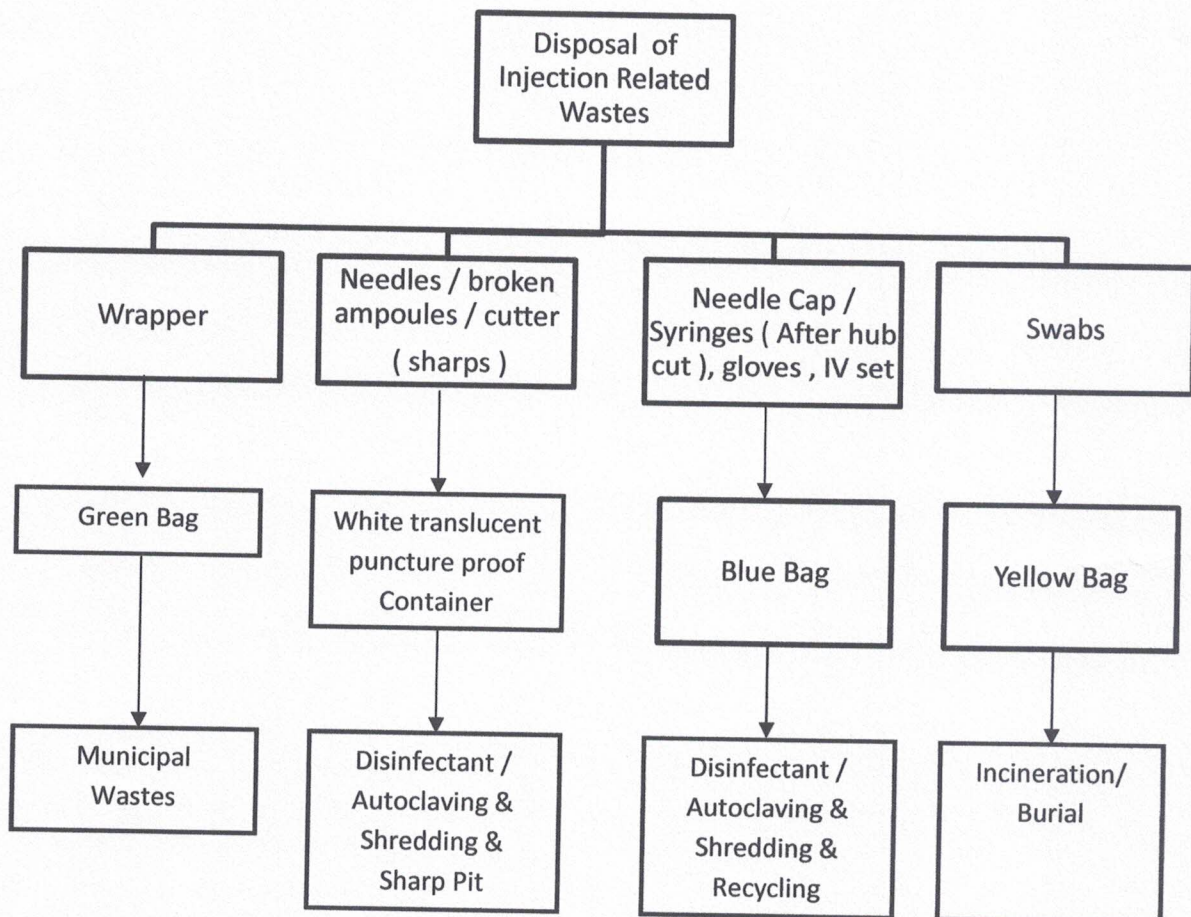 Disposal of
Injection Related
Wastes
Wrapper
Needles / broken
ampoules / cutter
( sharps )
Needle Cap /
Syringes ( After hub
cut ), gloves , IV set
Swabs
Green Bag
White translucent
puncture proof
Container
Blue Bag
Yellow Bag
Municipal
Wastes
Disinfectant /
Autoclaving &
Shredding &
Sharp Pit
Disinfectant /
Autoclaving &
Shredding &
Recycling
Incineration/
Burial